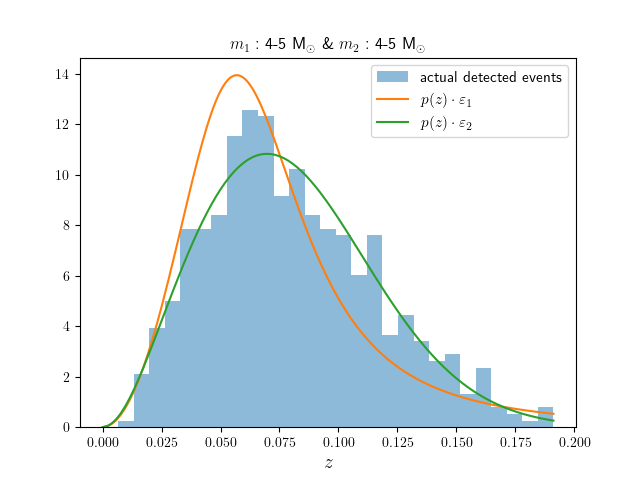 m₁ : 4-5 M⊙ & m₂ : 4-5 M⊙
actual detected events
p(z) · ε₁
p(z) · ε₂
14
12
10
8
6
4
2
0
0.000 0.025 0.050 0.075 0.100 0.125 0.150 0.175 0.200
z